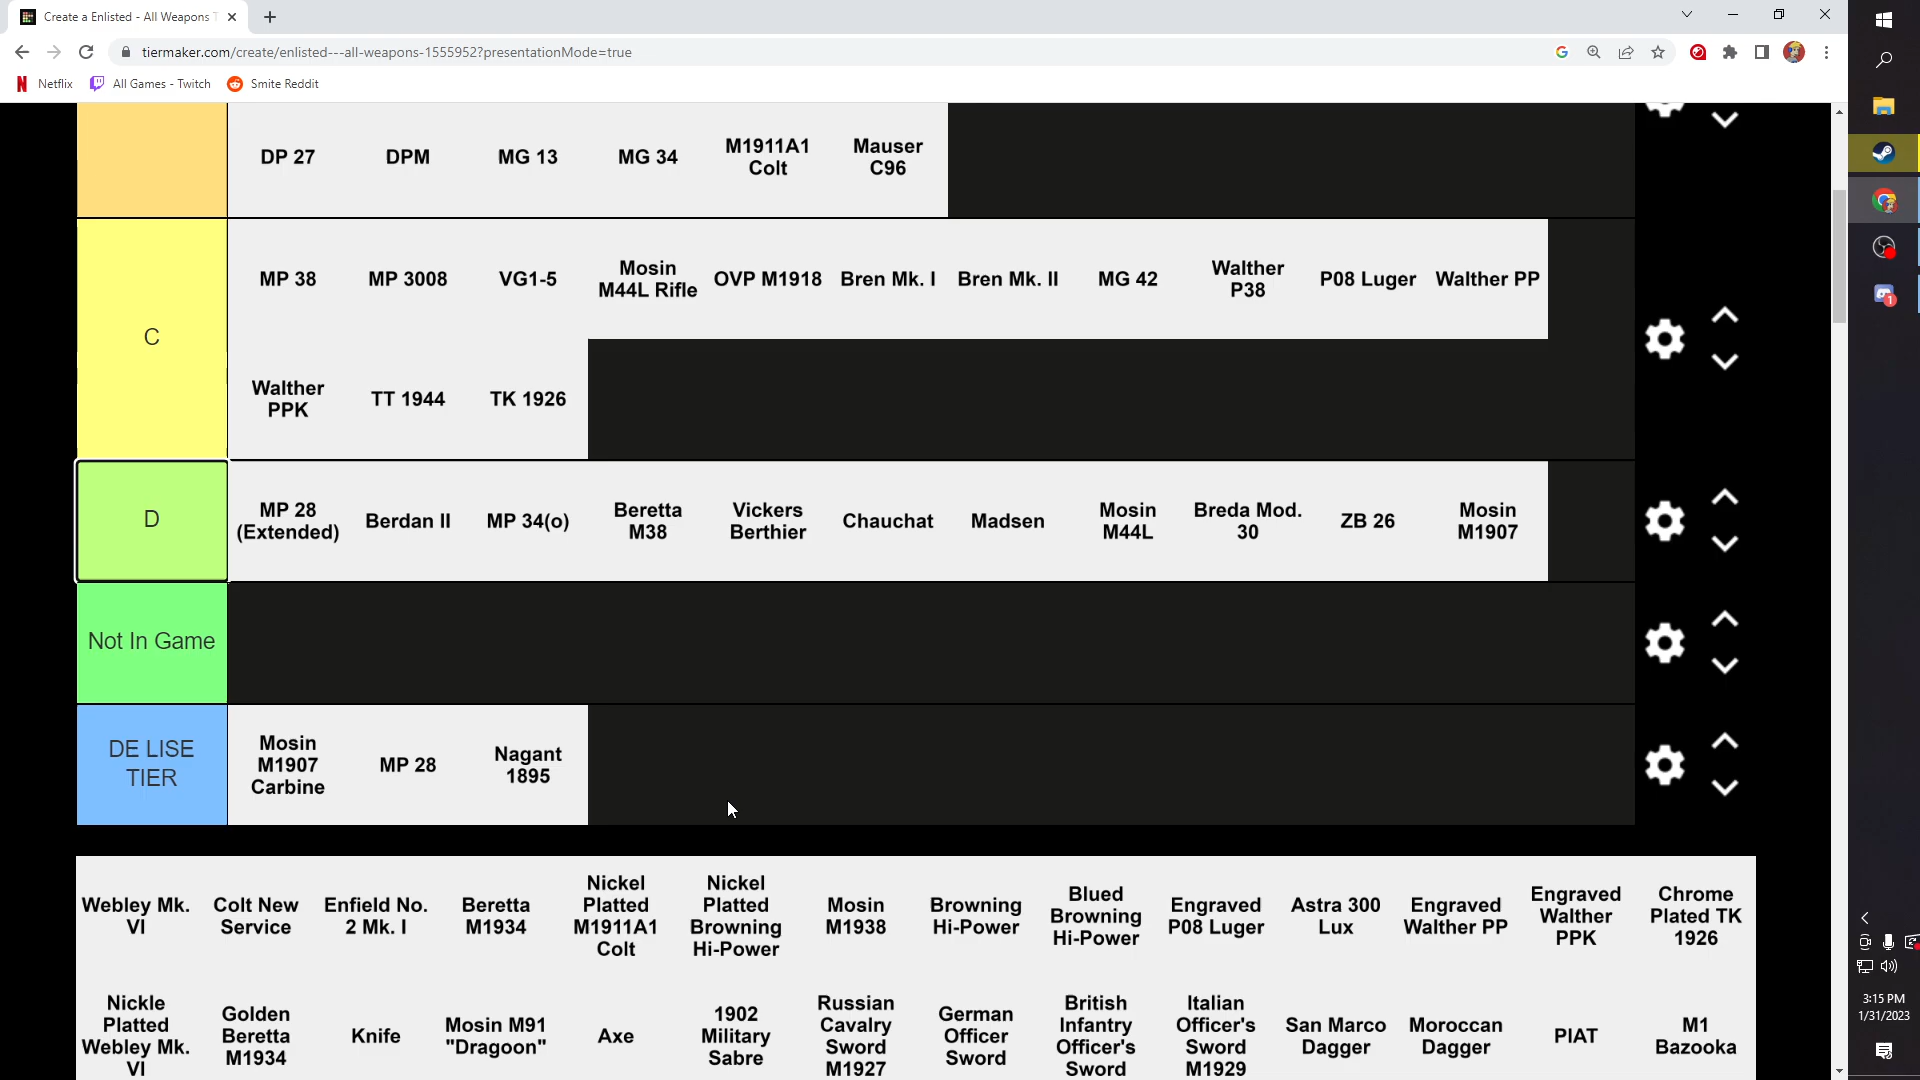 Create a Enlisted - All Weapons T
tiermaker.com/create/enlisted---all-weapons-1555952?presentationMode=true
Netflix
All Games - Twitch
Smite Reddit
DP 27
DPM
MG 13
MG 34
M1911A1
Colt
Mauser
C96
C
MP 38
MP 3008
VG1-5
Mosin
M44L Rifle
OVP M1918
Bren Mk. I
Bren Mk. II
MG 42
Walther
P38
P08 Luger
Walther PP
Walther
PPK
TT 1944
TK 1926
D
MP 28
(Extended)
Berdan II
MP 34(o)
Beretta
M38
Vickers
Berthier
Chauchat
Madsen
Mosin
M44L
Breda Mod.
30
ZB 26
Mosin
M1907
Not In Game
DE LISE
TIER
Mosin
M1907
Carbine
MP 28
Nagant
1895
Webley Mk.
VI
Colt New
Service
Enfield No.
2 Mk. I
Beretta
M1934
Nickel
Platted
M1911A1
Colt
Nickel
Platted
Browning
Hi-Power
Mosin
M1938
Browning
Hi-Power
Blued
Browning
Hi-Power
Engraved
P08 Luger
Astra 300
Lux
Engraved
Walther PP
Engraved
Walther
PPK
Chrome
Plated TK
1926
Nickle
Platted
Webley Mk.
VI
Golden
Beretta
M1934
Knife
Mosin M91
"Dragoon"
Axe
1902
Military
Sabre
Russian
Cavalry
Sword
M1927
German
Officer
Sword
British
Infantry
Officer's
Sword
Italian
Officer's
Sword
M1929
San Marco
Dagger
Moroccan
Dagger
PIAT
M1
Bazooka
1
3:15 PM
1/31/2023